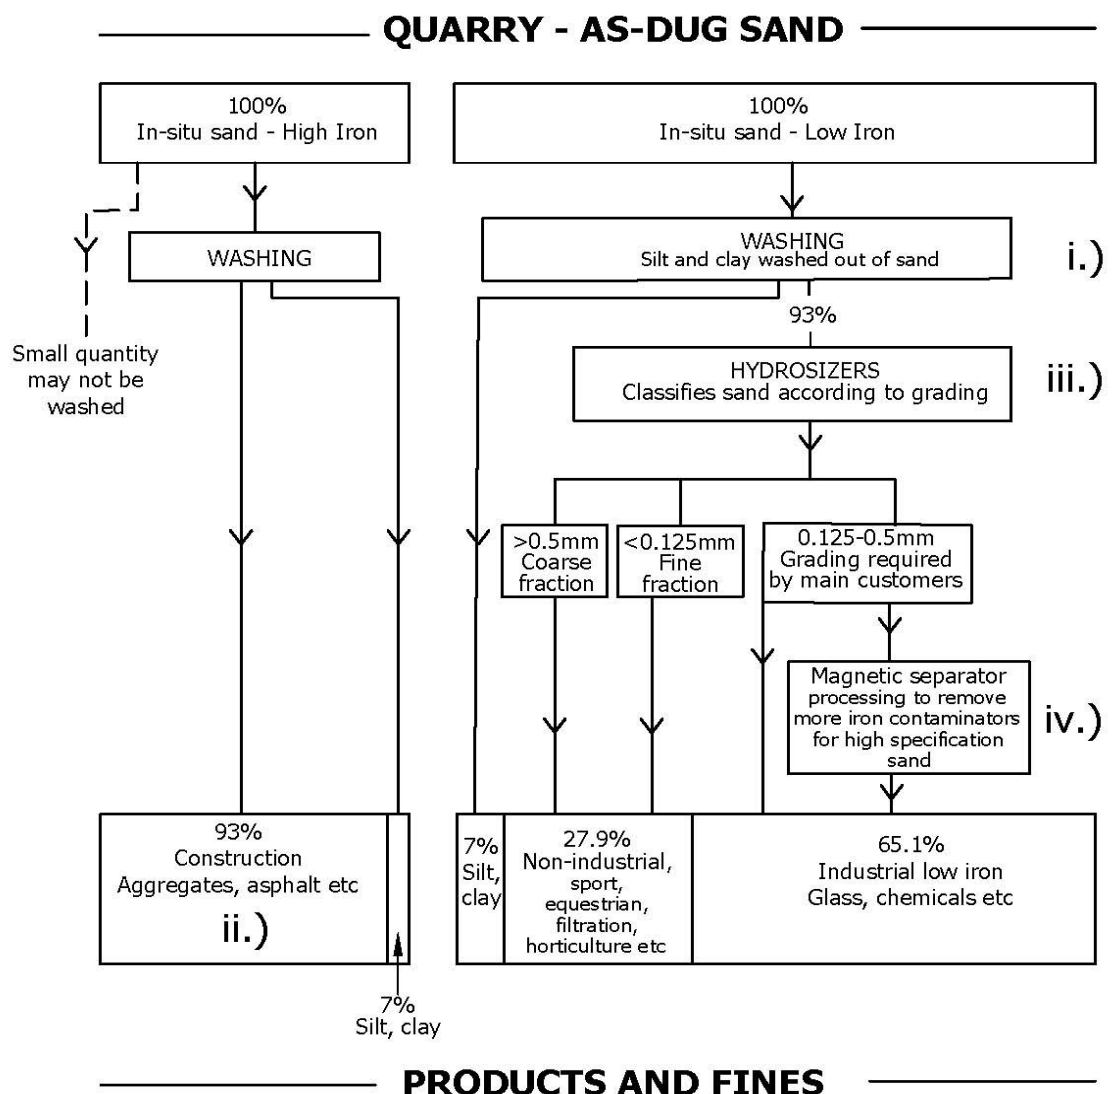 QUARRY - AS-DUG SAND
100%
In-situ sand - High Iron
100%
In-situ sand - Low Iron
WASHING
WASHING
Silt and clay washed out of sand
i.)
93%
Small quantity
may not be
washed
HYDROSIZERS
Classifies sand according to grading
iii.)
>0.5mm
Coarse
fraction
<0.125mm
Fine
fraction
0.125-0.5mm
Grading required
by main customers
Magnetic separator
processing to remove
more iron contaminators
for high specification
sand
iv.)
93%
Construction
Aggregates, asphalt etc
ii.)
7%
Silt, clay
7%
Silt,
clay
27.9%
Non-industrial,
sport,
equestrian,
filtration,
horticulture etc
65.1%
Industrial low iron
Glass, chemicals etc
PRODUCTS AND FINES